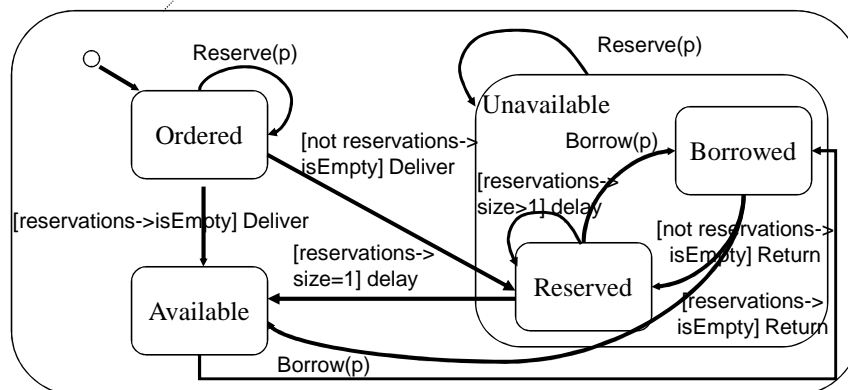 Reserve(p)
Reserve(p)
Unavailable
Ordered
[not reservations->
isEmpty] Deliver
Borrow(p)
Borrowed
[reservations->
size>1] delay
[reservations->isEmpty] Deliver
[not reservations->
isEmpty] Return
[reservations->
size=1] delay
Reserved
Available
[reservations->
isEmpty] Return
Borrow(p)